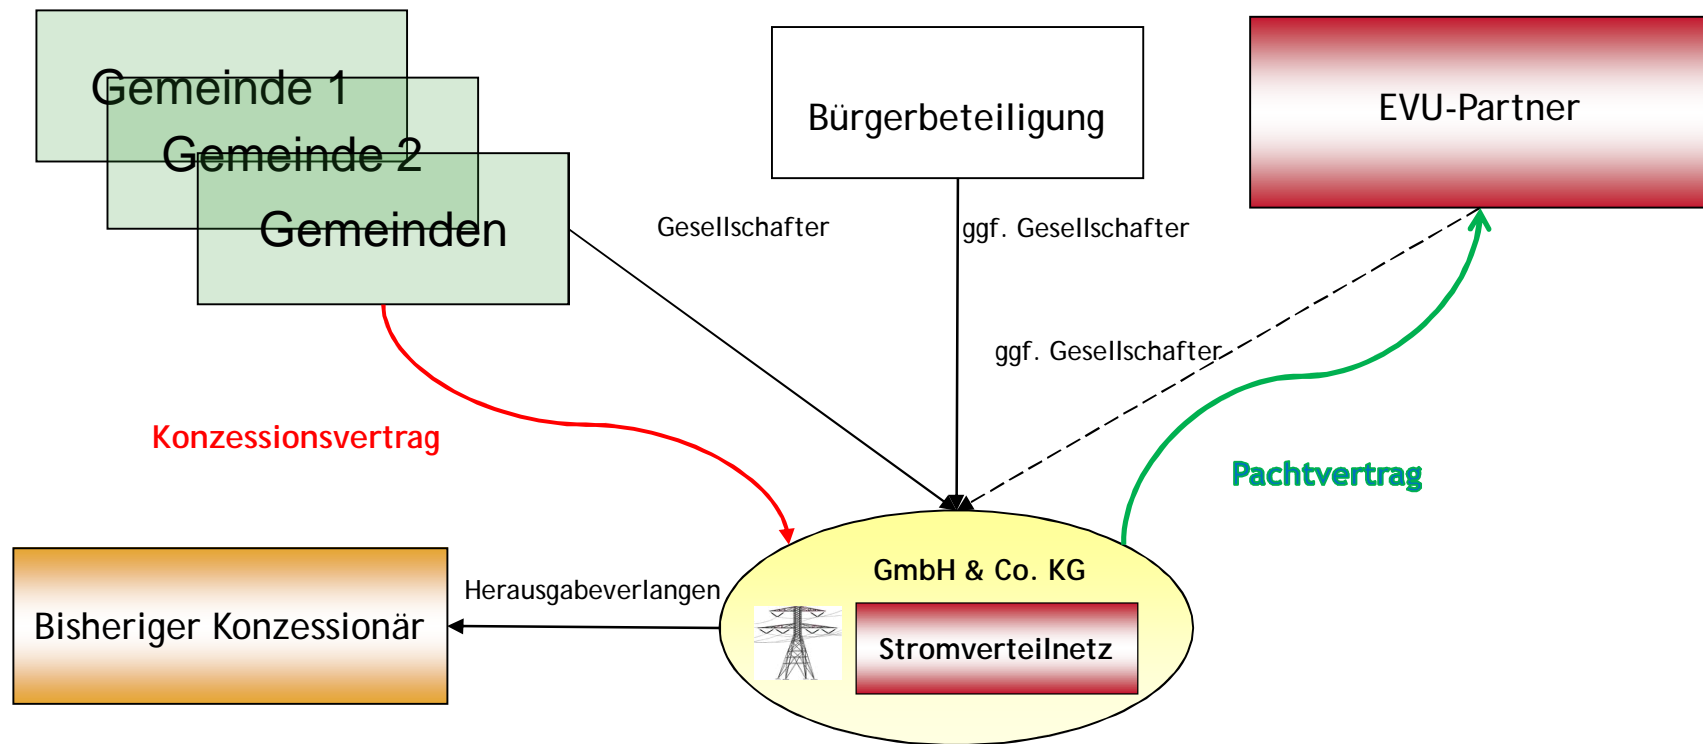 Gemeinde 1
Gemeinde 2
Gemeinden
Bürgerbeteiligung
EVU-Partner
Gesellschafter
ggf. Gesellschafter
ggf. Gesellschafter
Konzessionsvertrag
Pachtvertrag
GmbH & Co. KG
Herausgabeverlangen
Bisheriger Konzessionär
Stromverteilnetz